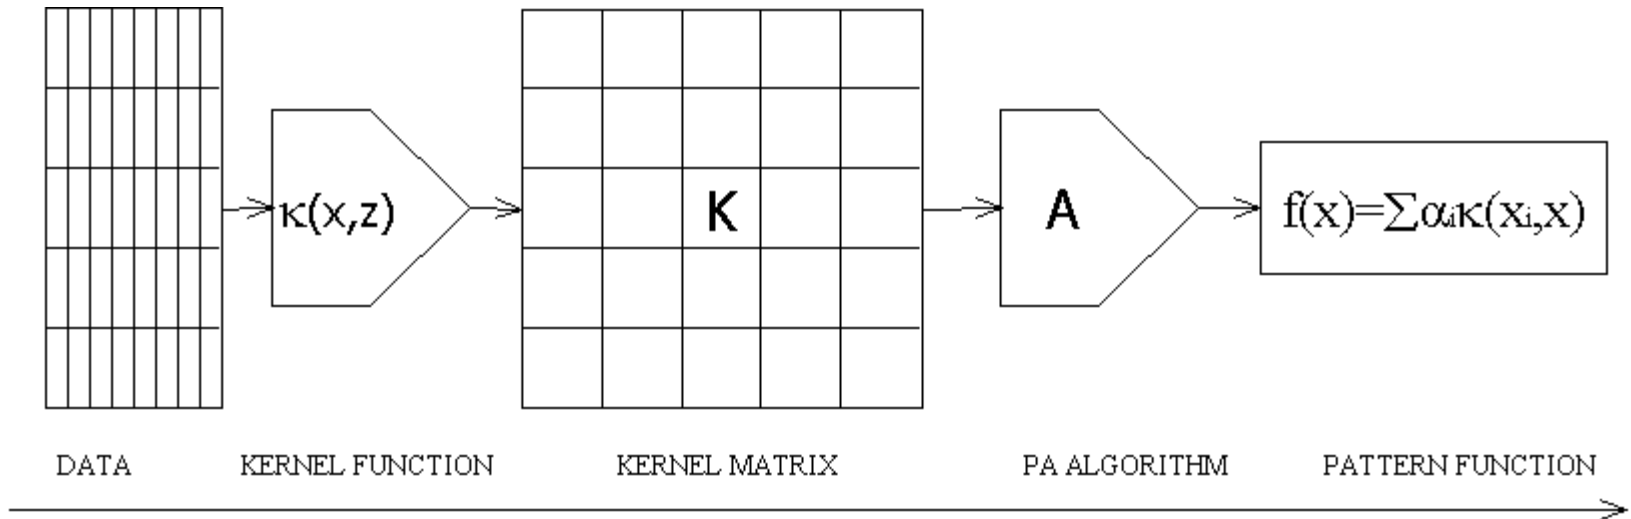 κ(x,z)
K
A
f(x)=∑αiκ(xi,x)
DATA
KERNEL FUNCTION
KERNEL MATRIX
PA ALGORITHM
PATTERN FUNCTION